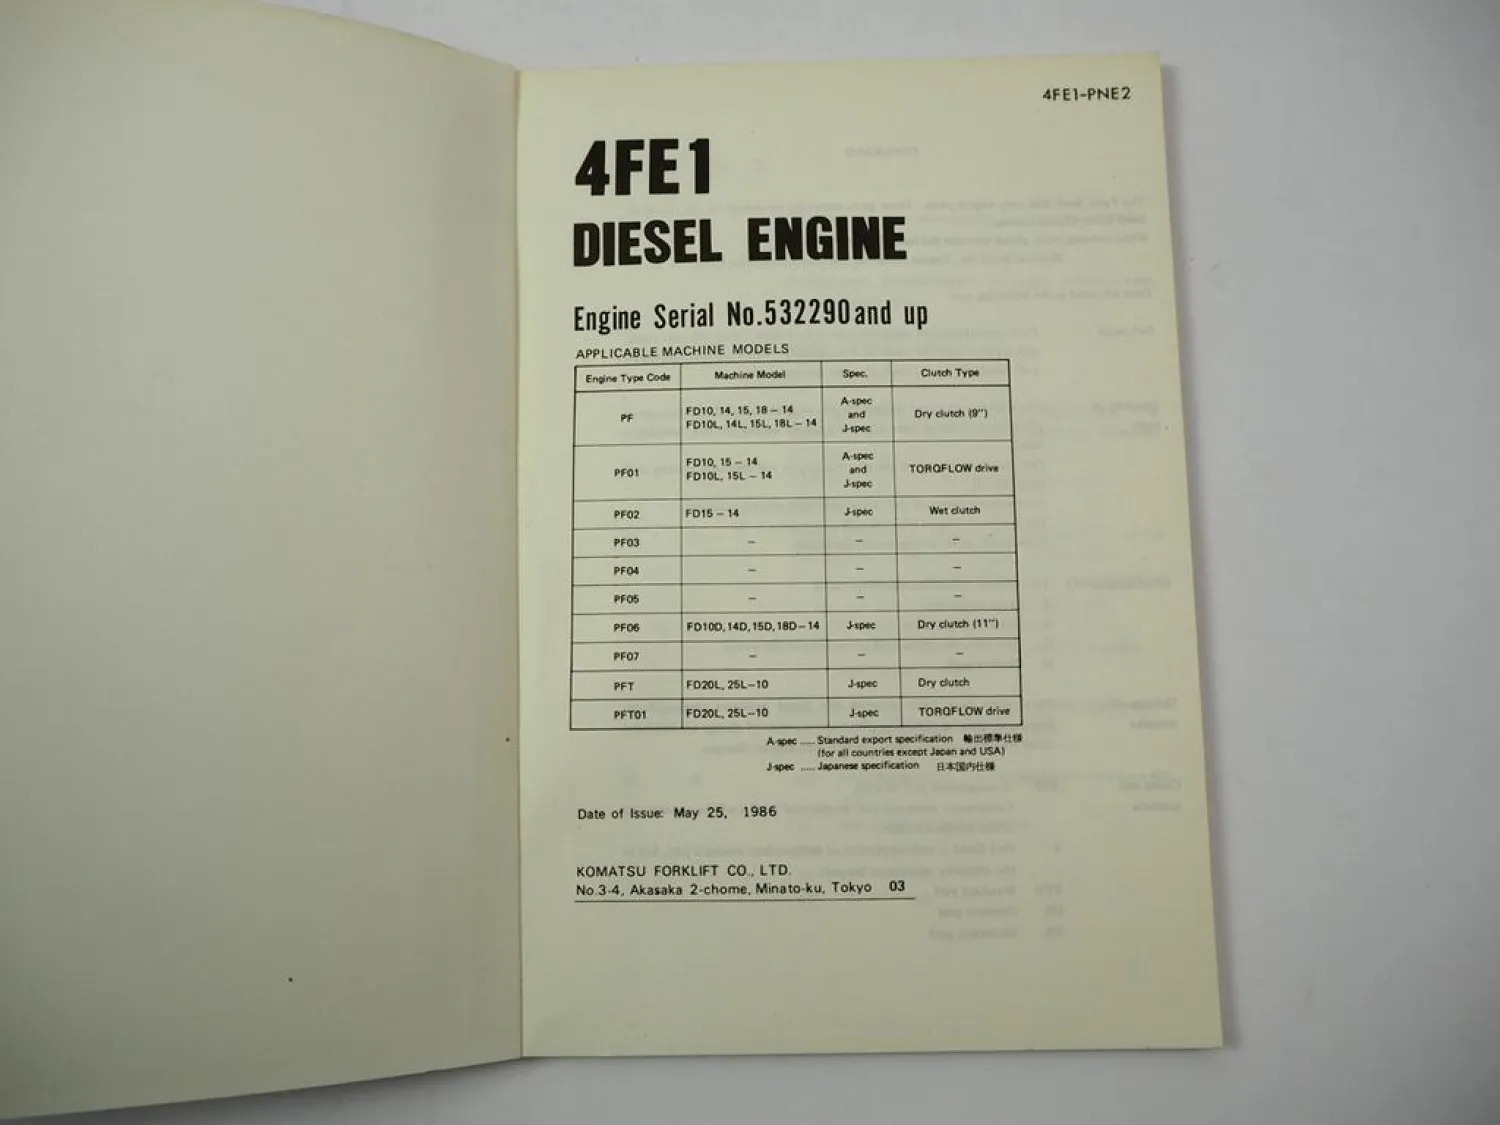 4FE1-PNE2
4FE1
DIESEL ENGINE
Engine Serial No.532290 and up
APPLICABLE MACHINE MODELS
Engine Type Code Machine Model Spec. Clutch Type
PF FD10, 14, 15, 18 – 14 FD10L, 14L, 15L, 18L – 14 A-spec and J-spec Dry clutch (9")
PF01 FD10, 15 – 14 FD10L, 15L – 14 A-spec and J-spec TORQFLOW drive
PF02 FD15 – 14 J-spec Wet clutch
PF03 – – –
PF04 – – –
PF05 – – –
PF06 FD10D, 14D, 15D, 18D – 14 J-spec Dry clutch (11")
PF07 – – –
PFT FD20L, 25L–10 J-spec Dry clutch
PFT01 FD20L, 25L–10 J-spec TORQFLOW drive
A-spec ..... Standard export specification 輸出標準仕様
(for all countries except Japan and USA)
J-spec ..... Japanese specification 日本国内仕様
Date of Issue: May 25, 1986
KOMATSU FORKLIFT CO., LTD.
No.3-4, Akasaka 2-chome, Minato-ku, Tokyo 03